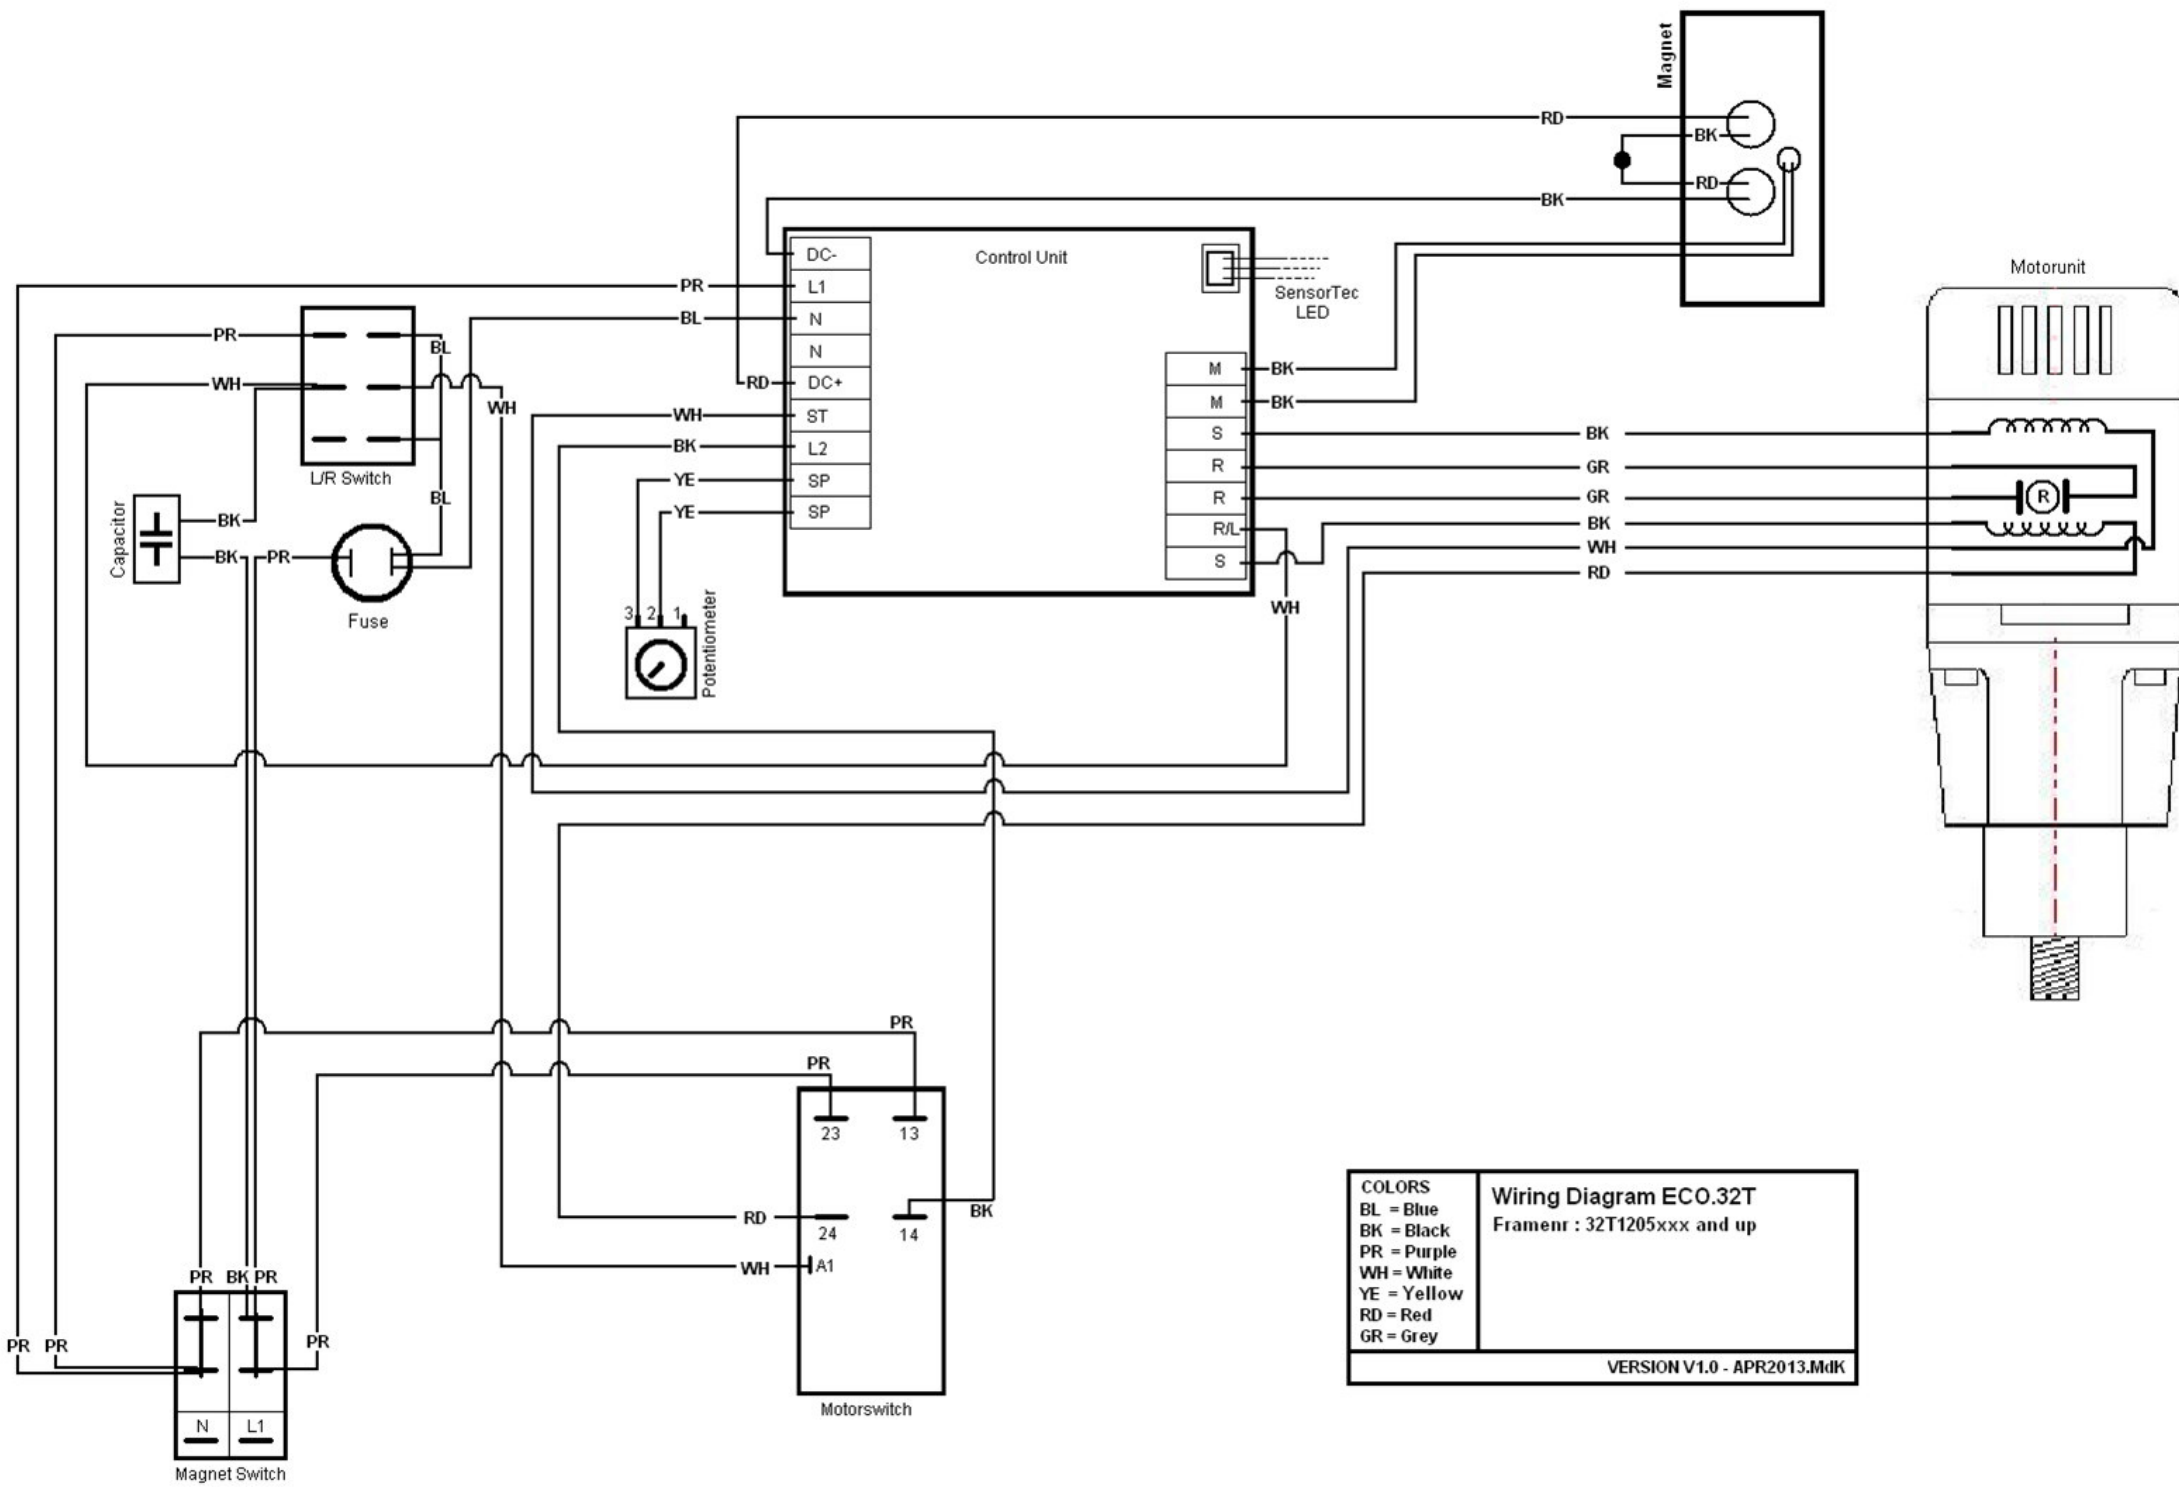 Magnet
RD
BK
RD
BK
Control Unit
DC-
L1
N
N
DC+
ST
L2
SP
SP
SensorTec
LED
M
M
S
R
R
R/L
S
BK
BK
BK
GR
GR
BK
WH
RD
WH
Motorunit
R
PR
BL
RD
WH
BK
YE
YE
PR
WH
BL
WH
L/R Switch
BL
Capacitor
BK
BK
PR
Fuse
3 2 1
Potentiometer
PR
PR
23 13
24 14
RD
BK
WH
A1
Motorswitch
PR BK PR
PR PR
PR
N L1
Magnet Switch
COLORS
BL = Blue
BK = Black
PR = Purple
WH = White
YE = Yellow
RD = Red
GR = Grey
Wiring Diagram ECO.32T
Framenr : 32T1205xxx and up
VERSION V1.0 - APR2013.MdK